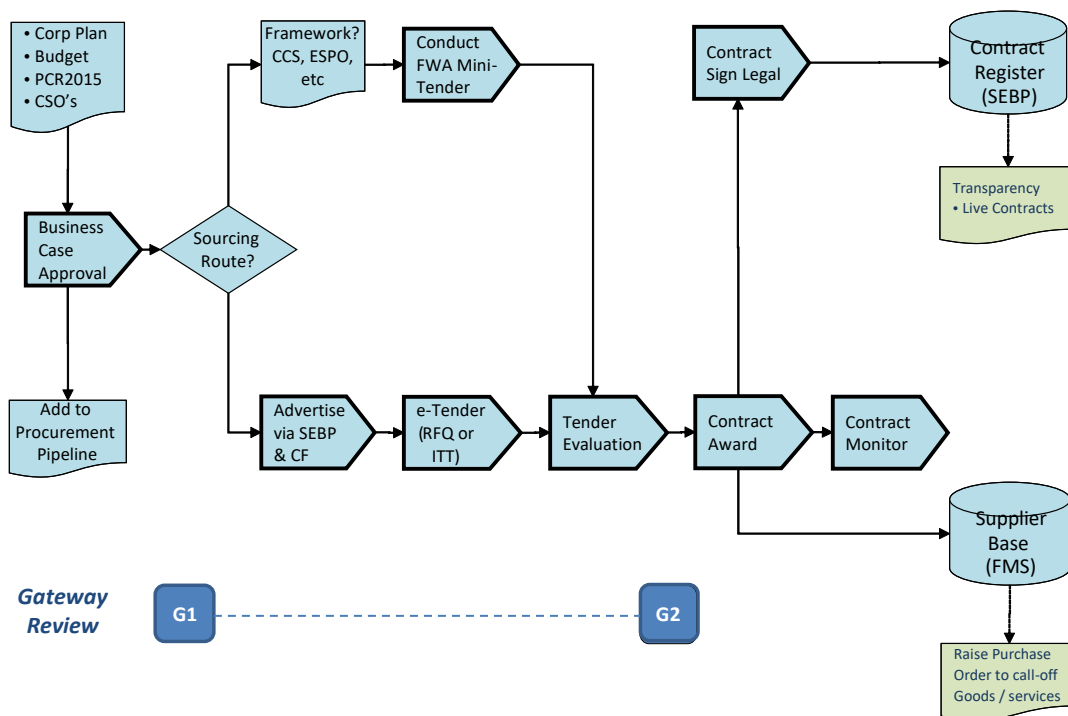 • Corp Plan
• Budget
• PCR2015
• CSO's
Framework?
CCS, ESPO,
etc
Conduct
FWA Mini-
Tender
Contract
Sign Legal
Contract
Register
(SEBP)
Transparency
• Live Contracts
Business
Case
Approval
Sourcing
Route?
Add to
Procurement
Pipeline
Advertise
via SEBP
& CF
e-Tender
(RFQ or
ITT)
Tender
Evaluation
Contract
Award
Contract
Monitor
Supplier
Base
(FMS)
Gateway
Review
G1
G2
Raise Purchase
Order to call-off
Goods / services